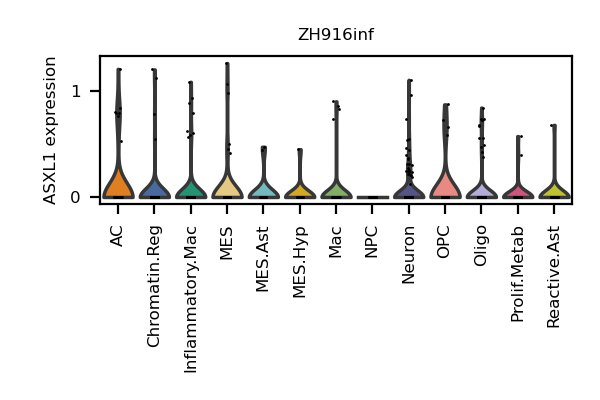 ZH916inf
ASXL1 expression
1
0
AC
Chromatin.Reg
Inflammatory.Mac
MES
MES.Ast
MES.Hyp
Mac
NPC
Neuron
OPC
Oligo
Prolif.Metab
Reactive.Ast